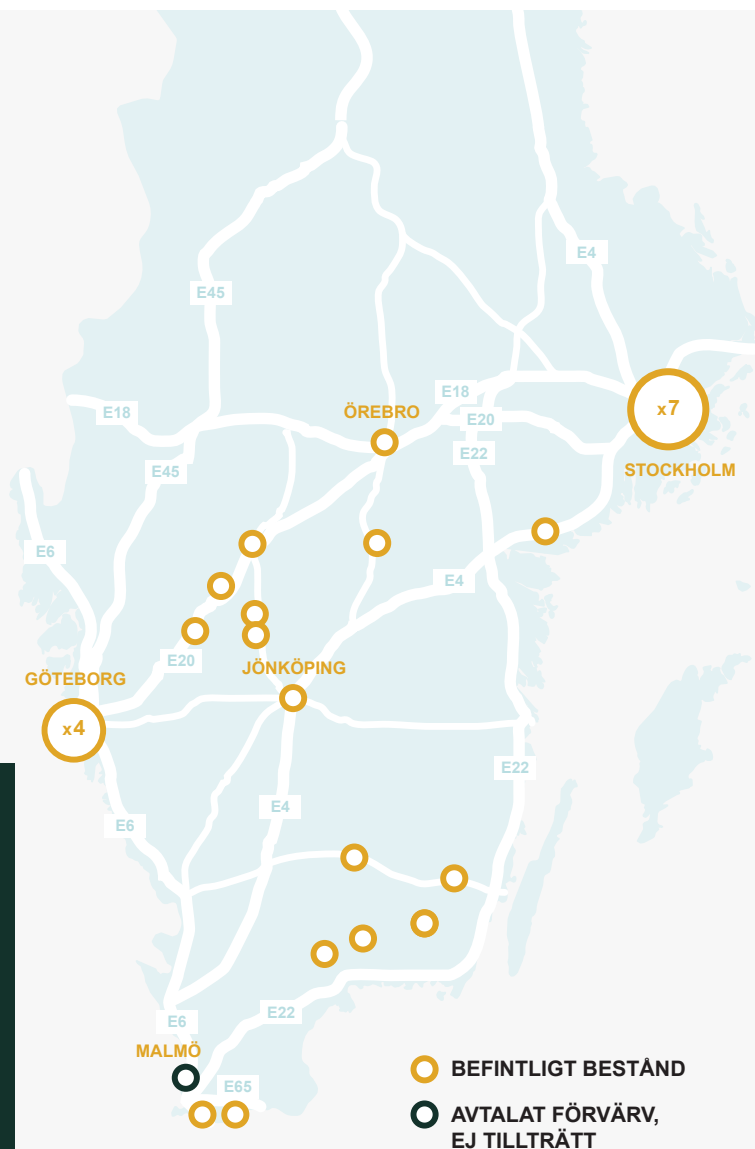 E4
E45
E18
ÖREBRO
E18
x7
E20
E22
E45
STOCKHOLM
E6
E4
E20
JÖNKÖPING
GÖTEBORG
x4
E22
E4
E6
E22
E6
MALMÖ
E65
BEFINTLIGT BESTÅND
AVTALAT FÖRVÄRV,
EJ TILLTRÄTT